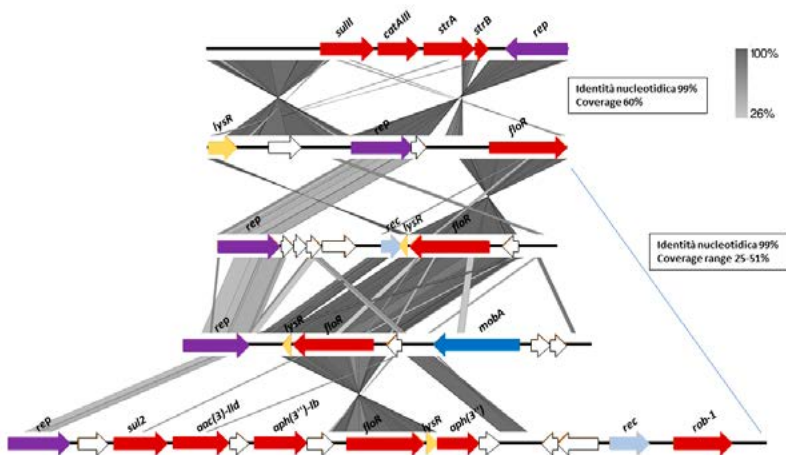 sulII catAIII strA strB rep
100%
26%
Identità nucleotidica 99%
Coverage 60%
lysR rep floR
rep rec lysR floR
Identità nucleotidica 99%
Coverage range 25-51%
rep lysR floR mobA
rep sul2 aac(3)-IId aph(3'')-Ib floR lysR aph(3'') rec rob-1